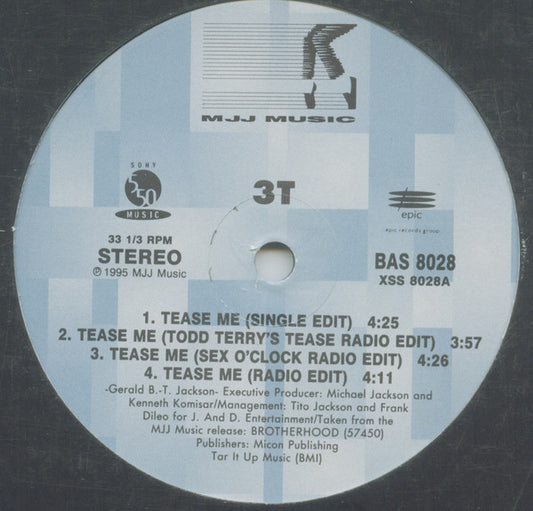 MJJ MUSIC
SONY
550
MUSIC
3T
epic
epic records group
33 1/3 RPM
STEREO
℗ 1995 MJJ Music
BAS 8028
XSS 8028A
1. TEASE ME (SINGLE EDIT) 4:25
2. TEASE ME (TODD TERRY'S TEASE RADIO EDIT) 3:57
3. TEASE ME (SEX O'CLOCK RADIO EDIT) 4:26
4. TEASE ME (RADIO EDIT) 4:11
-Gerald B.-T. Jackson- Executive Producer: Michael Jackson and
Kenneth Komisar/Management: Tito Jackson and Frank
Dileo for J. And D. Entertainment/Taken from the
MJJ Music release: BROTHERHOOD (57450)
Publishers: Micon Publishing
Tar It Up Music (BMI)